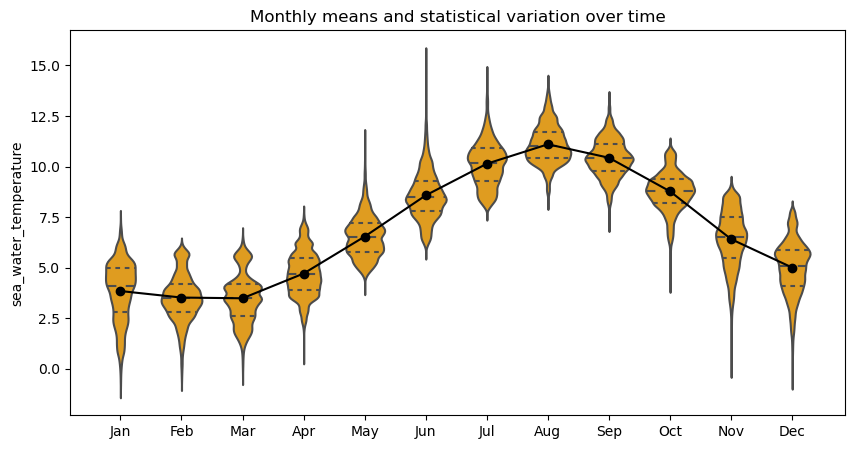 Monthly means and statistical variation over time
sea_water_temperature
15.0
12.5
10.0
7.5
5.0
2.5
0.0
Jan Feb Mar Apr May Jun Jul Aug Sep Oct Nov Dec